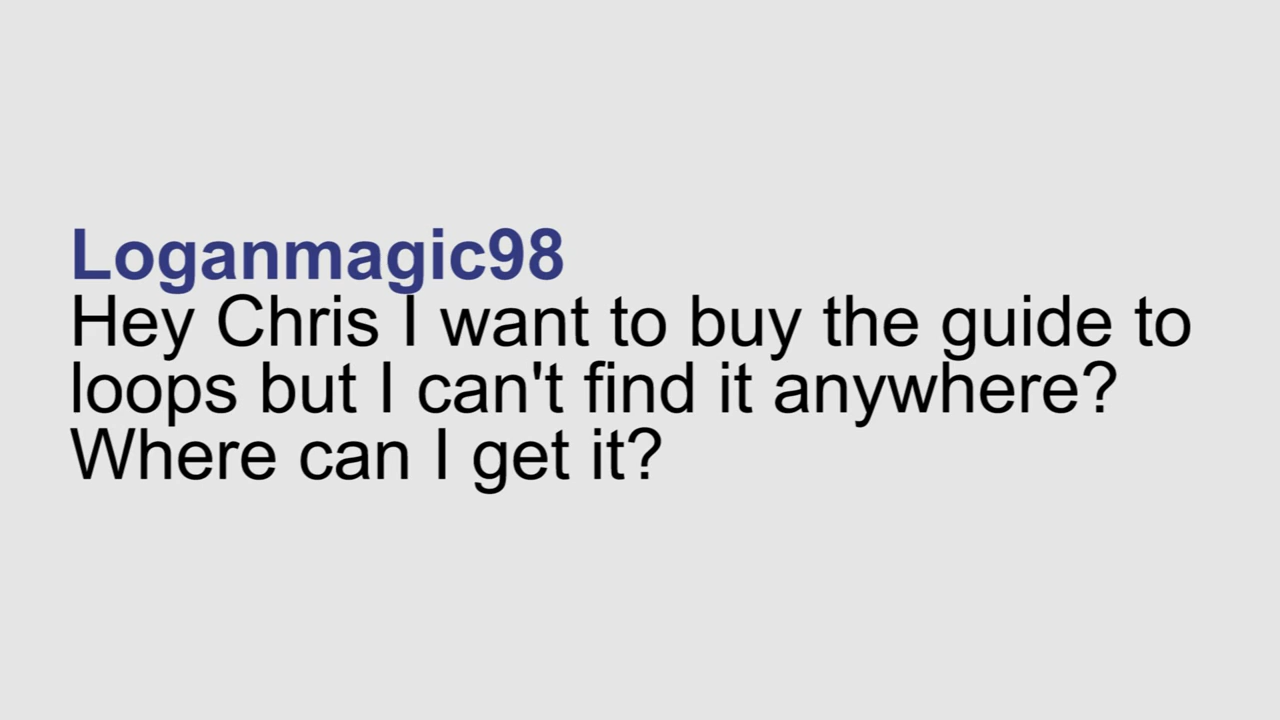 Loganmagic98
Hey Chris I want to buy the guide to
loops but I can't find it anywhere?
Where can I get it?